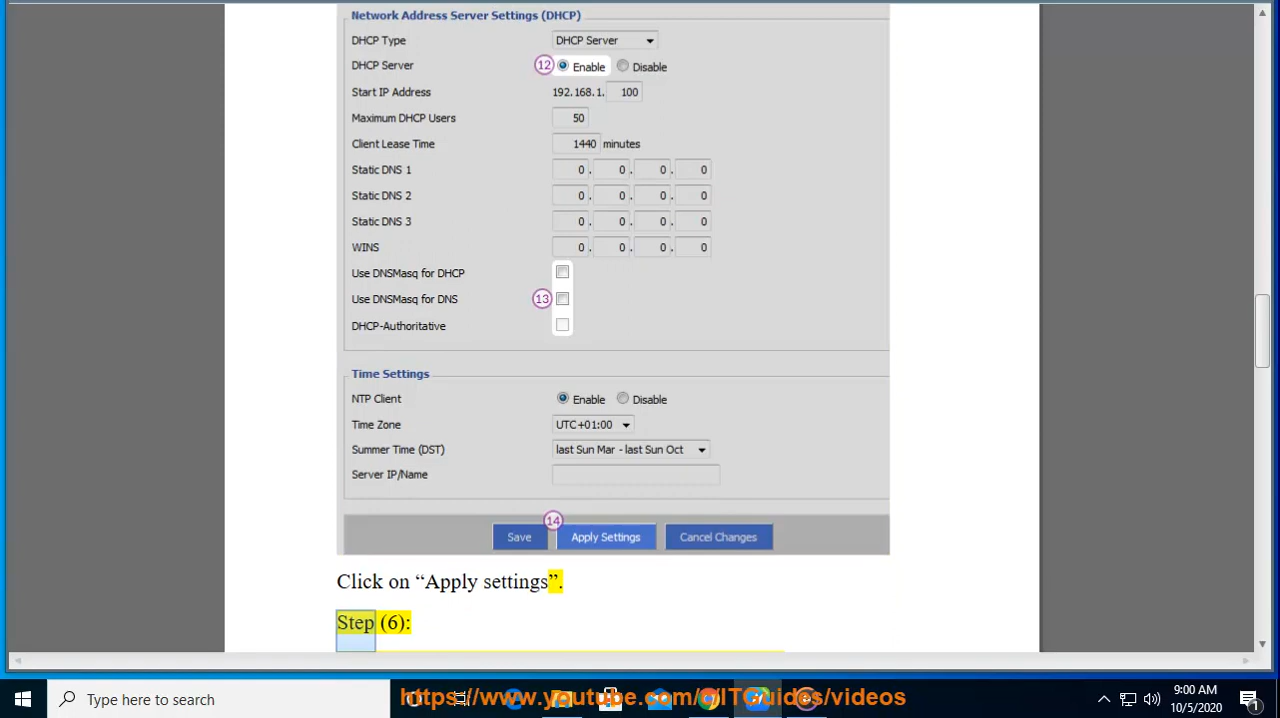 Network Address Server Settings (DHCP)
DHCP Type DHCP Server
DHCP Server 12 Enable Disable
Start IP Address 192.168.1. 100
Maximum DHCP Users 50
Client Lease Time 1440 minutes
Static DNS 1 0 . 0 . 0 . 0
Static DNS 2 0 . 0 . 0 . 0
Static DNS 3 0 . 0 . 0 . 0
WINS 0 . 0 . 0 . 0
Use DNSMasq for DHCP
Use DNSMasq for DNS 13
DHCP-Authoritative
Time Settings
NTP Client Enable Disable
Time Zone UTC+01:00
Summer Time (DST) last Sun Mar - last Sun Oct
Server IP/Name
14
Save Apply Settings Cancel Changes
Click on “Apply settings”.
Step (6):
Type here to search
9:00 AM
10/5/2020
1